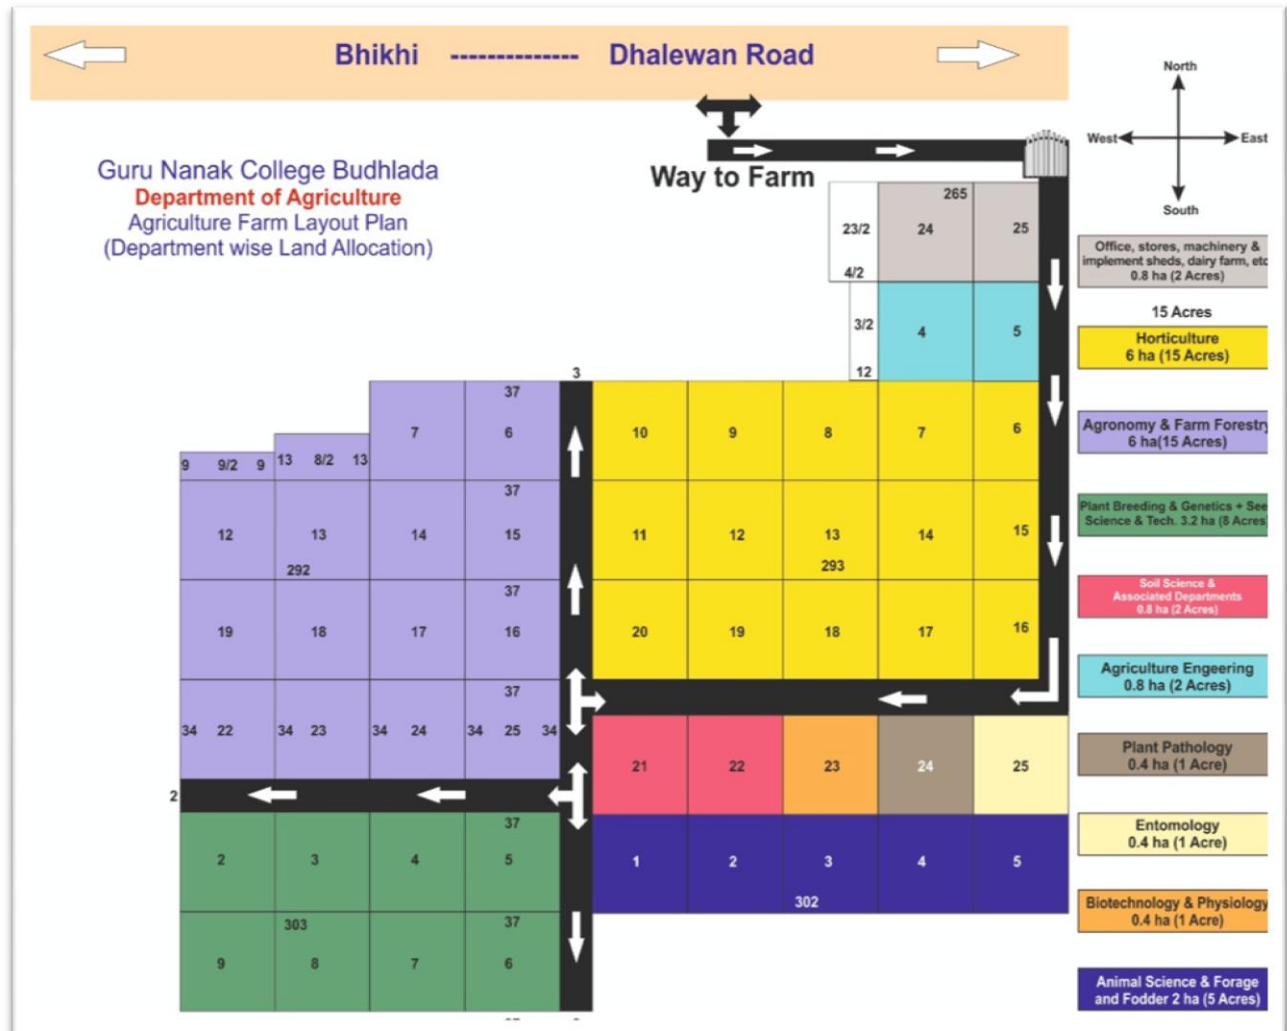 Bhikhi -------------- Dhalewan Road
Guru Nanak College Budhlada
Department of Agriculture
Agriculture Farm Layout Plan
(Department wise Land Allocation)
Way to Farm
North
West East
South
265
23/2 24 25
4/2
3/2 4 5
12
3
37
7 6 10 9 8 7 6
9 9/2 9 13 8/2 13
37
12 13 14 15 11 12 13 14 15
292 293
37
19 18 17 16 20 19 18 17 16
37
34 22 34 23 34 24 34 25 34
21 22 23 24 25
2
37
2 3 4 5 1 2 3 4 5
302
303 37
9 8 7 6
Office, stores, machinery &
implement sheds, dairy farm, etc
0.8 ha (2 Acres)
15 Acres
Horticulture
6 ha (15 Acres)
Agronomy & Farm Forestry
6 ha(15 Acres)
Plant Breeding & Genetics + See
Science & Tech. 3.2 ha (8 Acres
Soil Science &
Associated Departments
0.8 ha (2 Acres)
Agriculture Engeering
0.8 ha (2 Acres)
Plant Pathology
0.4 ha (1 Acre)
Entomology
0.4 ha (1 Acre)
Biotechnology & Physiology
0.4 ha (1 Acre)
Animal Science & Forage
and Fodder 2 ha (5 Acres)